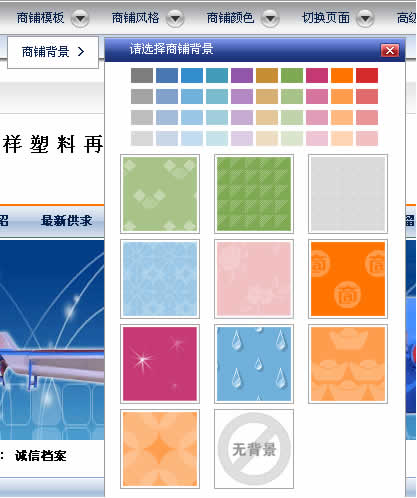 商铺模板 商铺风格 商铺颜色 切换页面 高级
商铺背景
请选择商铺背景
样塑料再
绍 最新供求 留
无背景
: 诚信档案